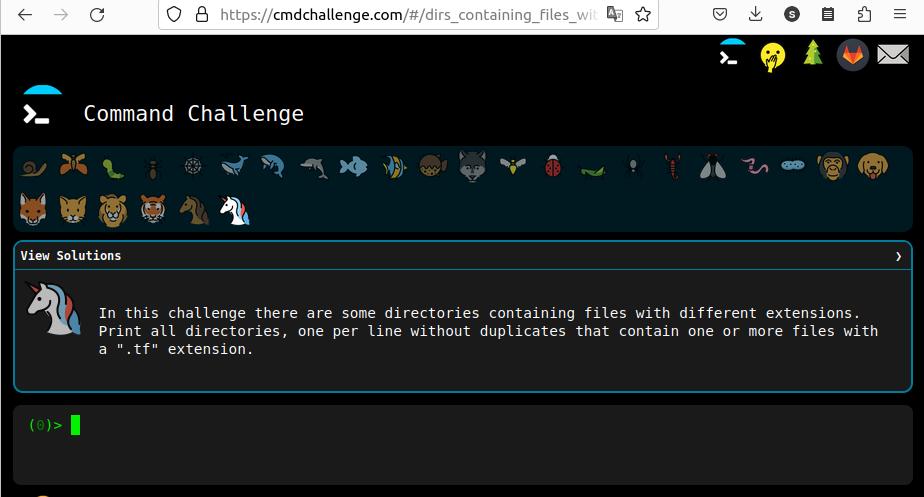 https://cmdchallenge.com/#/dirs_containing_files_wit
S
Command Challenge
View Solutions
In this challenge there are some directories containing files with different extensions.
Print all directories, one per line without duplicates that contain one or more files with
a ".tf" extension.
(0)>